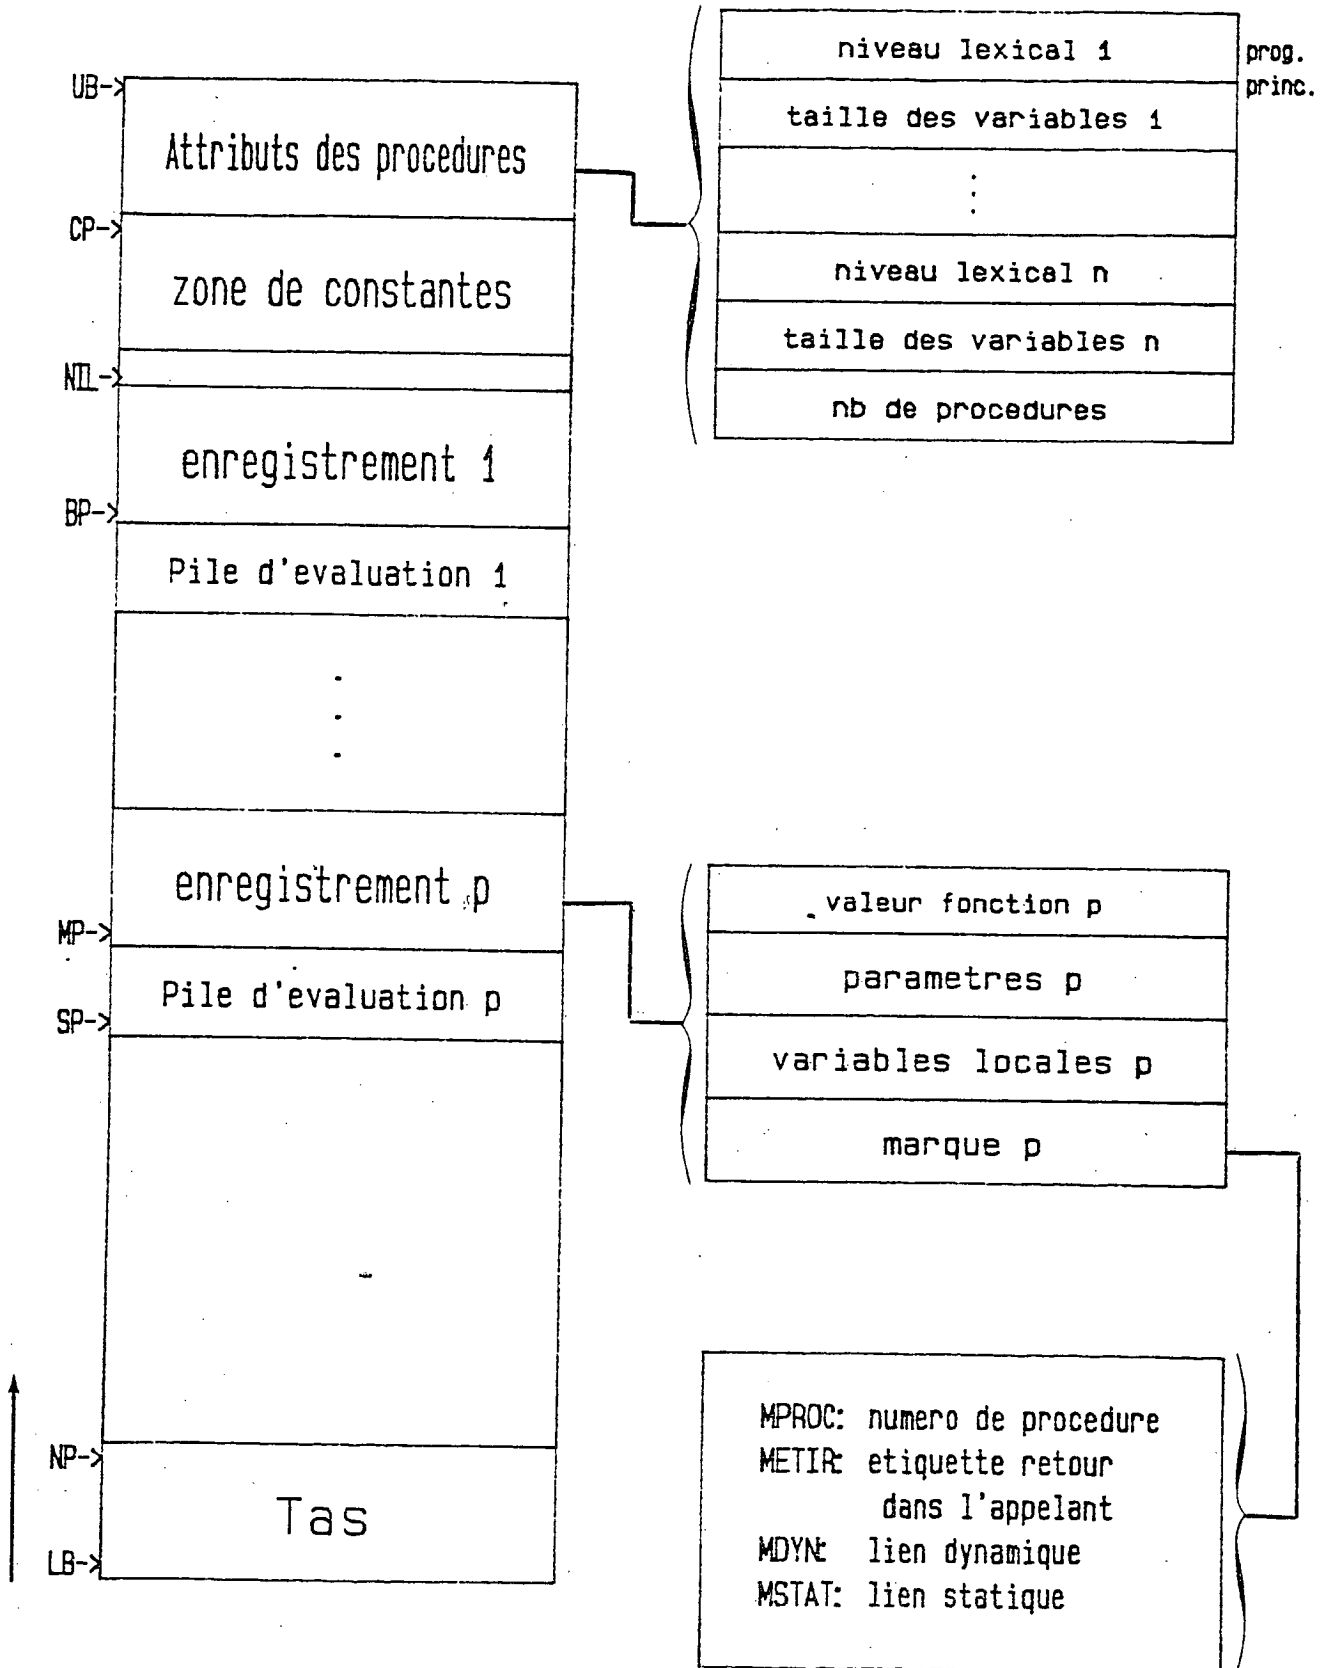 UB->
Attributs des procedures
CP->
zone de constantes
NIL->
enregistrement 1
BP->
Pile d'evaluation 1
enregistrement p
MP->
Pile d'evaluation p
SP->
NP->
Tas
LB->
niveau lexical 1
prog.
princ.
taille des variables 1
niveau lexical n
taille des variables n
nb de procedures
valeur fonction p
parametres p
variables locales p
marque p
MPROC: numero de procedure
METIR: etiquette retour
dans l'appelant
MDYN: lien dynamique
MSTAT: lien statique